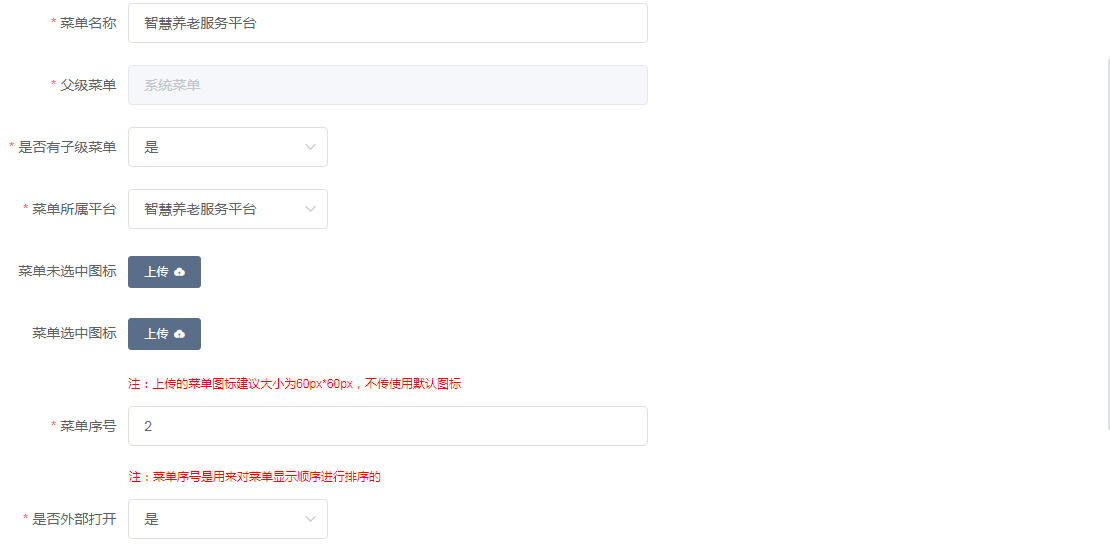 * 菜单名称 智慧养老服务平台
* 父级菜单 系统菜单
* 是否有子级菜单 是
* 菜单所属平台 智慧养老服务平台
菜单未选中图标 上传
菜单选中图标 上传
注：上传的菜单图标建议大小为60px*60px，不传使用默认图标
* 菜单序号 2
注：菜单序号是用来对菜单显示顺序进行排序的
* 是否外部打开 是